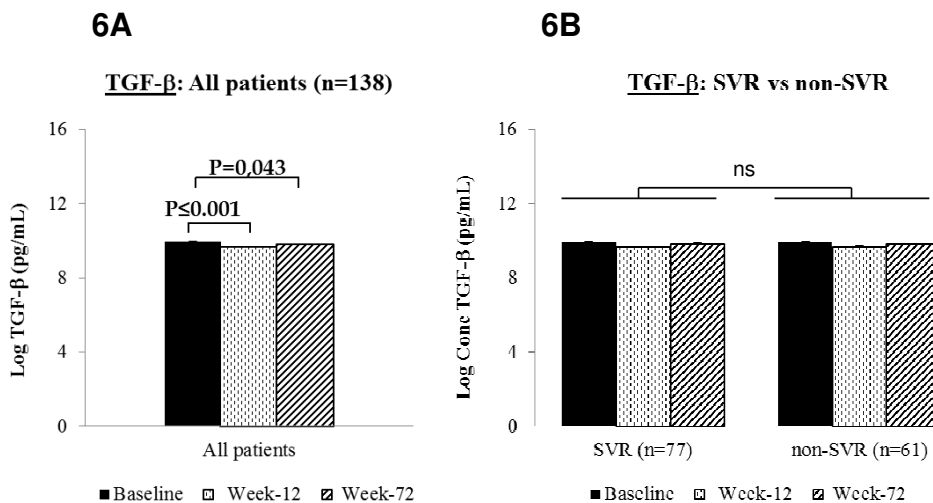 6A
TGF-β: All patients (n=138)
Log TGF-β (pg/mL)
16
12
8
4
0
P=0,043
P≤0.001
All patients
Baseline Week-12 Week-72
6B
TGF-β: SVR vs non-SVR
Log Conc TGF-β (pg/mL)
16
12
8
4
0
ns
SVR (n=77) non-SVR (n=61)
Baseline Week-12 Week-72